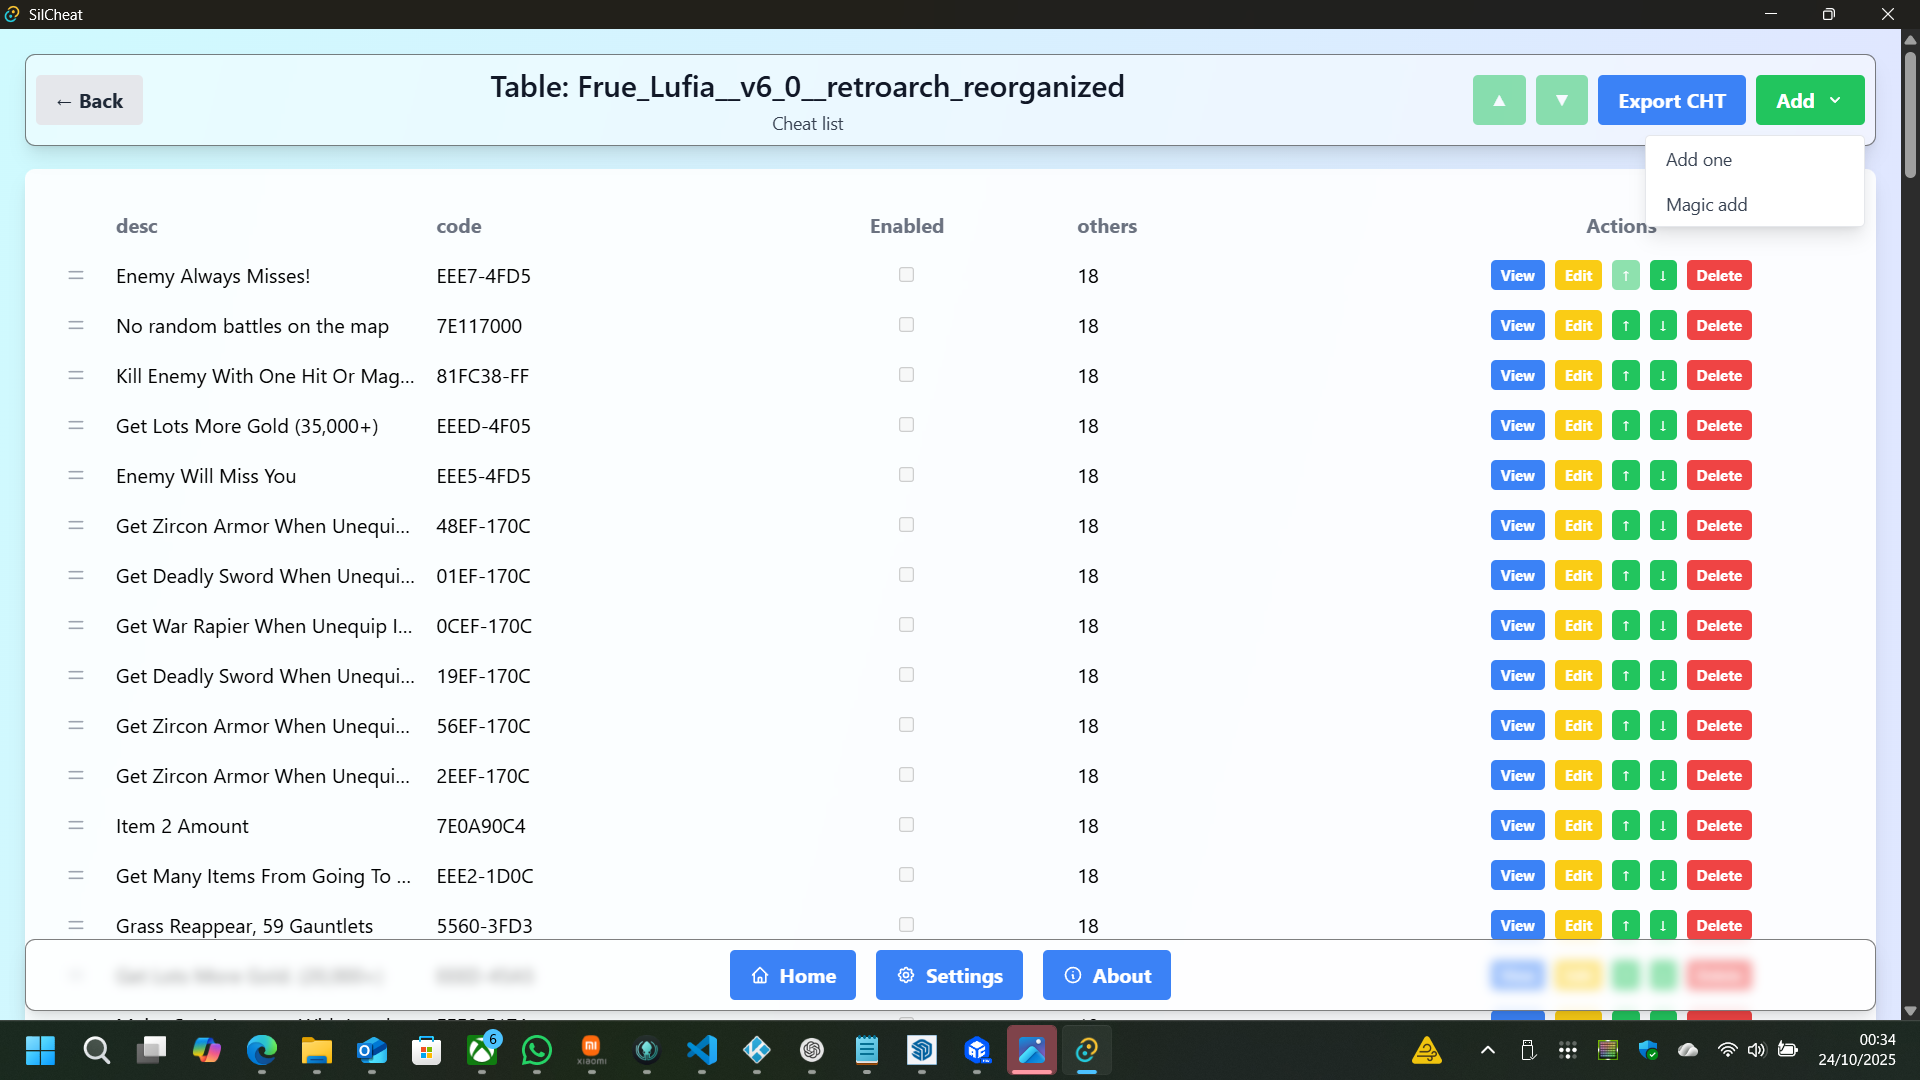 SilCheat
← Back
Table: Frue_Lufia__v6_0__retroarch_reorganized
Cheat list
▲ ▼ Export CHT Add
Add one
Magic add
desc code Enabled others Actions
Enemy Always Misses! EEE7-4FD5 18 View Edit ↑ ↓ Delete
No random battles on the map 7E117000 18 View Edit ↑ ↓ Delete
Kill Enemy With One Hit Or Mag... 81FC38-FF 18 View Edit ↑ ↓ Delete
Get Lots More Gold (35,000+) EEED-4F05 18 View Edit ↑ ↓ Delete
Enemy Will Miss You EEE5-4FD5 18 View Edit ↑ ↓ Delete
Get Zircon Armor When Unequi... 48EF-170C 18 View Edit ↑ ↓ Delete
Get Deadly Sword When Unequi... 01EF-170C 18 View Edit ↑ ↓ Delete
Get War Rapier When Unequip I... 0CEF-170C 18 View Edit ↑ ↓ Delete
Get Deadly Sword When Unequi... 19EF-170C 18 View Edit ↑ ↓ Delete
Get Zircon Armor When Unequi... 56EF-170C 18 View Edit ↑ ↓ Delete
Get Zircon Armor When Unequi... 2EEF-170C 18 View Edit ↑ ↓ Delete
Item 2 Amount 7E0A90C4 18 View Edit ↑ ↓ Delete
Get Many Items From Going To ... EEE2-1D0C 18 View Edit ↑ ↓ Delete
Grass Reappear, 59 Gauntlets 5560-3FD3 18 View Edit ↑ ↓ Delete
Home Settings About
6
xiaomi
00:34
24/10/2025